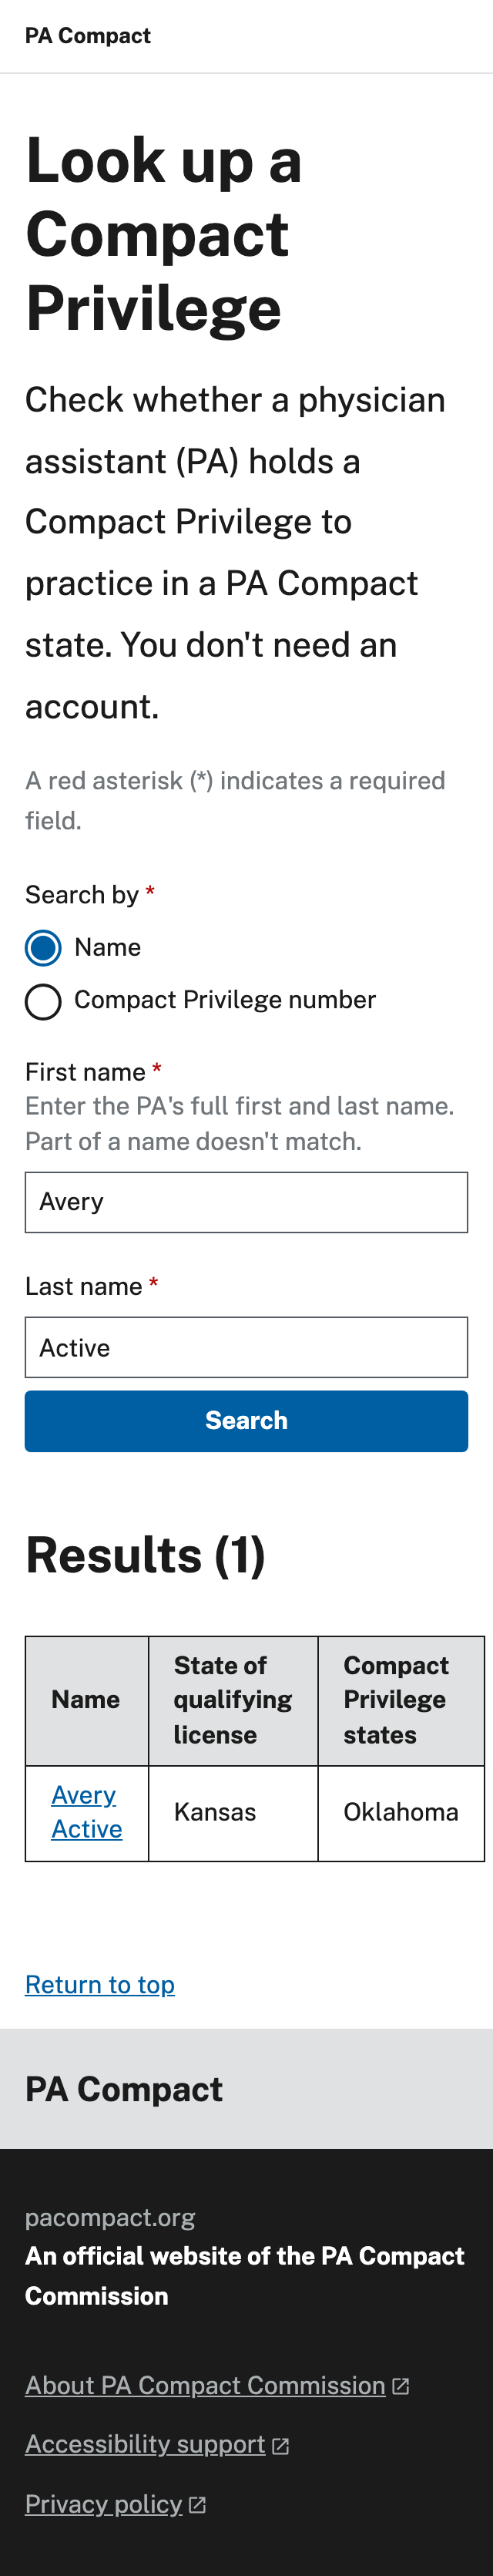 PA Compact
Look up a
Compact
Privilege
Check whether a physician
assistant (PA) holds a
Compact Privilege to
practice in a PA Compact
state. You don't need an
account.
A red asterisk (*) indicates a required
field.
Search by *
Name
Compact Privilege number
First name *
Enter the PA's full first and last name.
Part of a name doesn't match.
Avery
Last name *
Active
Search
Results (1)
Name
State of
qualifying
license
Compact
Privilege
states
Avery
Active
Kansas
Oklahoma
Return to top
PA Compact
pacompact.org
An official website of the PA Compact
Commission
About PA Compact Commission
Accessibility support
Privacy policy